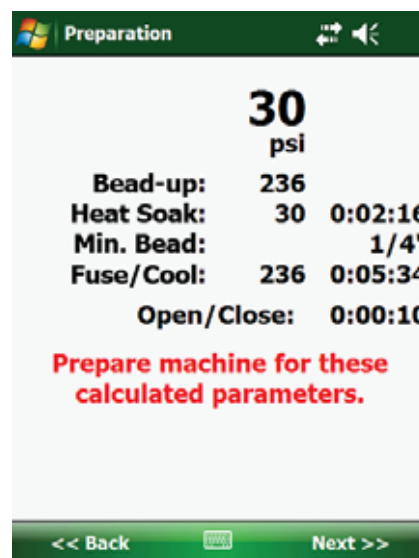 Preparation
30
psi
Bead-up: 236
Heat Soak: 30 0:02:16
Min. Bead: 1/4"
Fuse/Cool: 236 0:05:34
Open/Close: 0:00:10
Prepare machine for these
calculated parameters.
<< Back Next >>